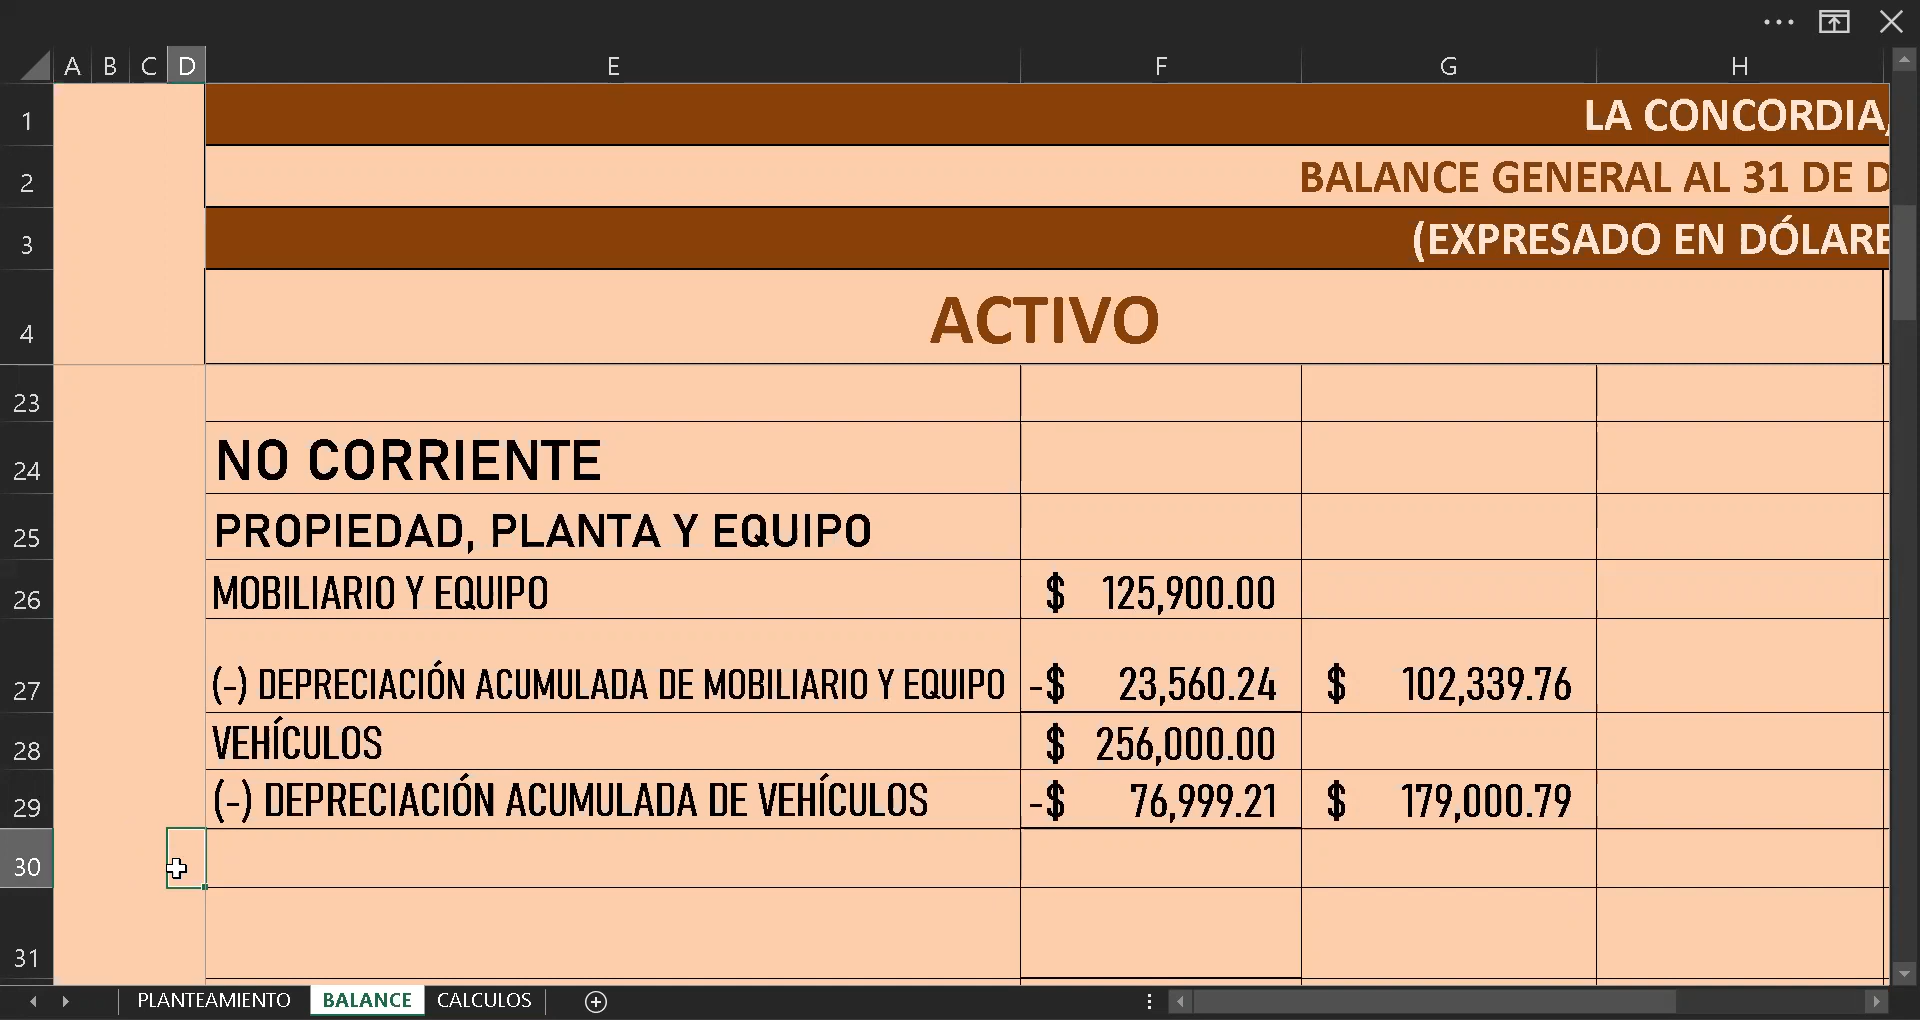 A B C D E F G H
1 LA CONCORDIA,
2 BALANCE GENERAL AL 31 DE D
3 (EXPRESADO EN DÓLARE
4 ACTIVO
23
24 NO CORRIENTE
25 PROPIEDAD, PLANTA Y EQUIPO
26 MOBILIARIO Y EQUIPO $ 125,900.00
27 (-) DEPRECIACIÓN ACUMULADA DE MOBILIARIO Y EQUIPO -$ 23,560.24 $ 102,339.76
28 VEHÍCULOS $ 256,000.00
29 (-) DEPRECIACIÓN ACUMULADA DE VEHÍCULOS -$ 76,999.21 $ 179,000.79
30
31
PLANTEAMIENTO BALANCE CALCULOS